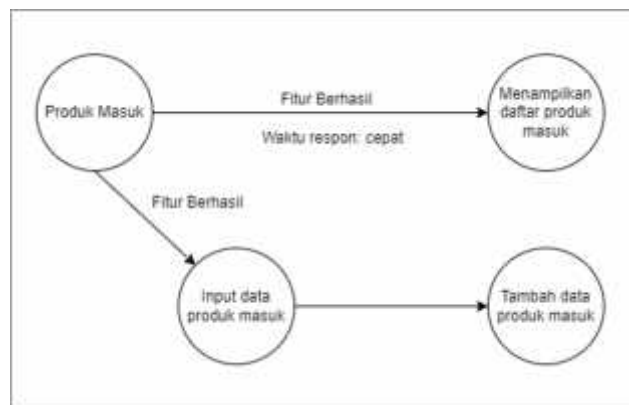 Produk Masuk
Fitur Berhasil
Waktu respon: cepat
Menampilkan
daftar produk
masuk
Fitur Berhasil
Input data
produk masuk
Tambah data
produk masuk